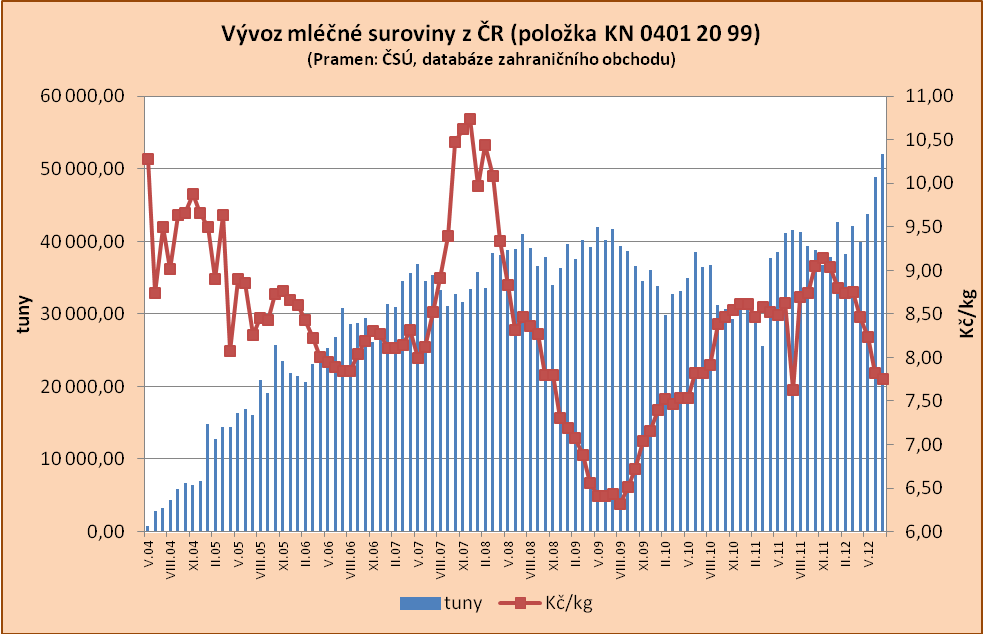 Vývoz mléčné suroviny z ČR (položka KN 0401 20 99)
(Pramen: ČSÚ, databáze zahraničního obchodu)
60 000,00
50 000,00
40 000,00
30 000,00
20 000,00
10 000,00
0,00
tuny
11,00
10,50
10,00
9,50
9,00
8,50
8,00
7,50
7,00
6,50
6,00
Kč/kg
V.04
VIII.04
XI.04
II.05
V.05
VIII.05
XI.05
II.06
V.06
VIII.06
XI.06
II.07
V.07
VIII.07
XI.07
II.08
V.08
VIII.08
XI.08
II.09
V.09
VIII.09
XI.09
II.10
V.10
VIII.10
XI.10
II.11
V.11
VIII.11
XI.11
II.12
V.12
tuny Kč/kg